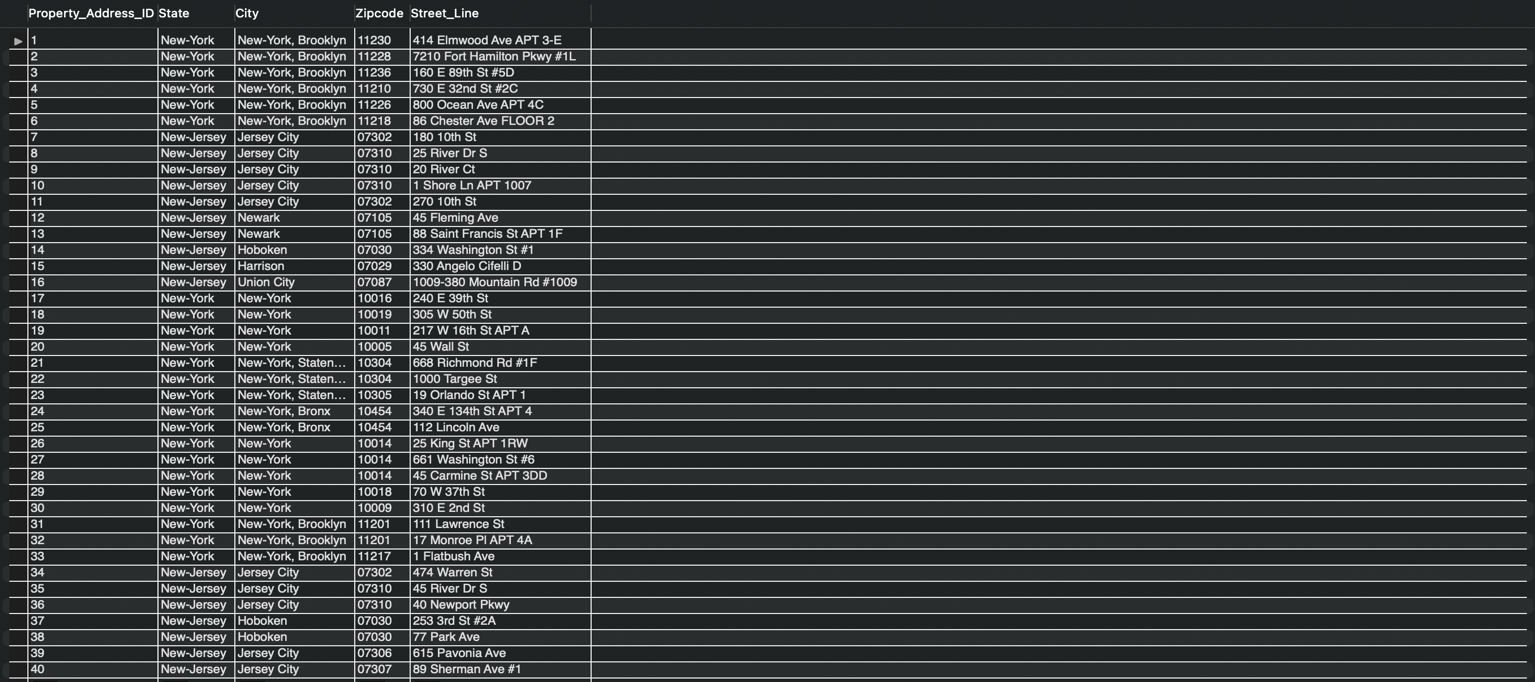 Property_Address_ID State City Zipcode Street_Line
1 New-York New-York, Brooklyn 11230 414 Elmwood Ave APT 3-E
2 New-York New-York, Brooklyn 11228 7210 Fort Hamilton Pkwy #1L
3 New-York New-York, Brooklyn 11236 160 E 89th St #5D
4 New-York New-York, Brooklyn 11210 730 E 32nd St #2C
5 New-York New-York, Brooklyn 11226 800 Ocean Ave APT 4C
6 New-York New-York, Brooklyn 11218 86 Chester Ave FLOOR 2
7 New-Jersey Jersey City 07302 180 10th St
8 New-Jersey Jersey City 07310 25 River Dr S
9 New-Jersey Jersey City 07310 20 River Ct
10 New-Jersey Jersey City 07310 1 Shore Ln APT 1007
11 New-Jersey Jersey City 07302 270 10th St
12 New-Jersey Newark 07105 45 Fleming Ave
13 New-Jersey Newark 07105 88 Saint Francis St APT 1F
14 New-Jersey Hoboken 07030 334 Washington St #1
15 New-Jersey Harrison 07029 330 Angelo Cifelli D
16 New-Jersey Union City 07087 1009-380 Mountain Rd #1009
17 New-York New-York 10016 240 E 39th St
18 New-York New-York 10019 305 W 50th St
19 New-York New-York 10011 217 W 16th St APT A
20 New-York New-York 10005 45 Wall St
21 New-York New-York, Staten... 10304 668 Richmond Rd #1F
22 New-York New-York, Staten... 10304 1000 Targee St
23 New-York New-York, Staten... 10305 19 Orlando St APT 1
24 New-York New-York, Bronx 10454 340 E 134th St APT 4
25 New-York New-York, Bronx 10454 112 Lincoln Ave
26 New-York New-York 10014 25 King St APT 1RW
27 New-York New-York 10014 661 Washington St #6
28 New-York New-York 10014 45 Carmine St APT 3DD
29 New-York New-York 10018 70 W 37th St
30 New-York New-York 10009 310 E 2nd St
31 New-York New-York, Brooklyn 11201 111 Lawrence St
32 New-York New-York, Brooklyn 11201 17 Monroe Pl APT 4A
33 New-York New-York, Brooklyn 11217 1 Flatbush Ave
34 New-Jersey Jersey City 07302 474 Warren St
35 New-Jersey Jersey City 07310 45 River Dr S
36 New-Jersey Jersey City 07310 40 Newport Pkwy
37 New-Jersey Hoboken 07030 253 3rd St #2A
38 New-Jersey Hoboken 07030 77 Park Ave
39 New-Jersey Jersey City 07306 615 Pavonia Ave
40 New-Jersey Jersey City 07307 89 Sherman Ave #1